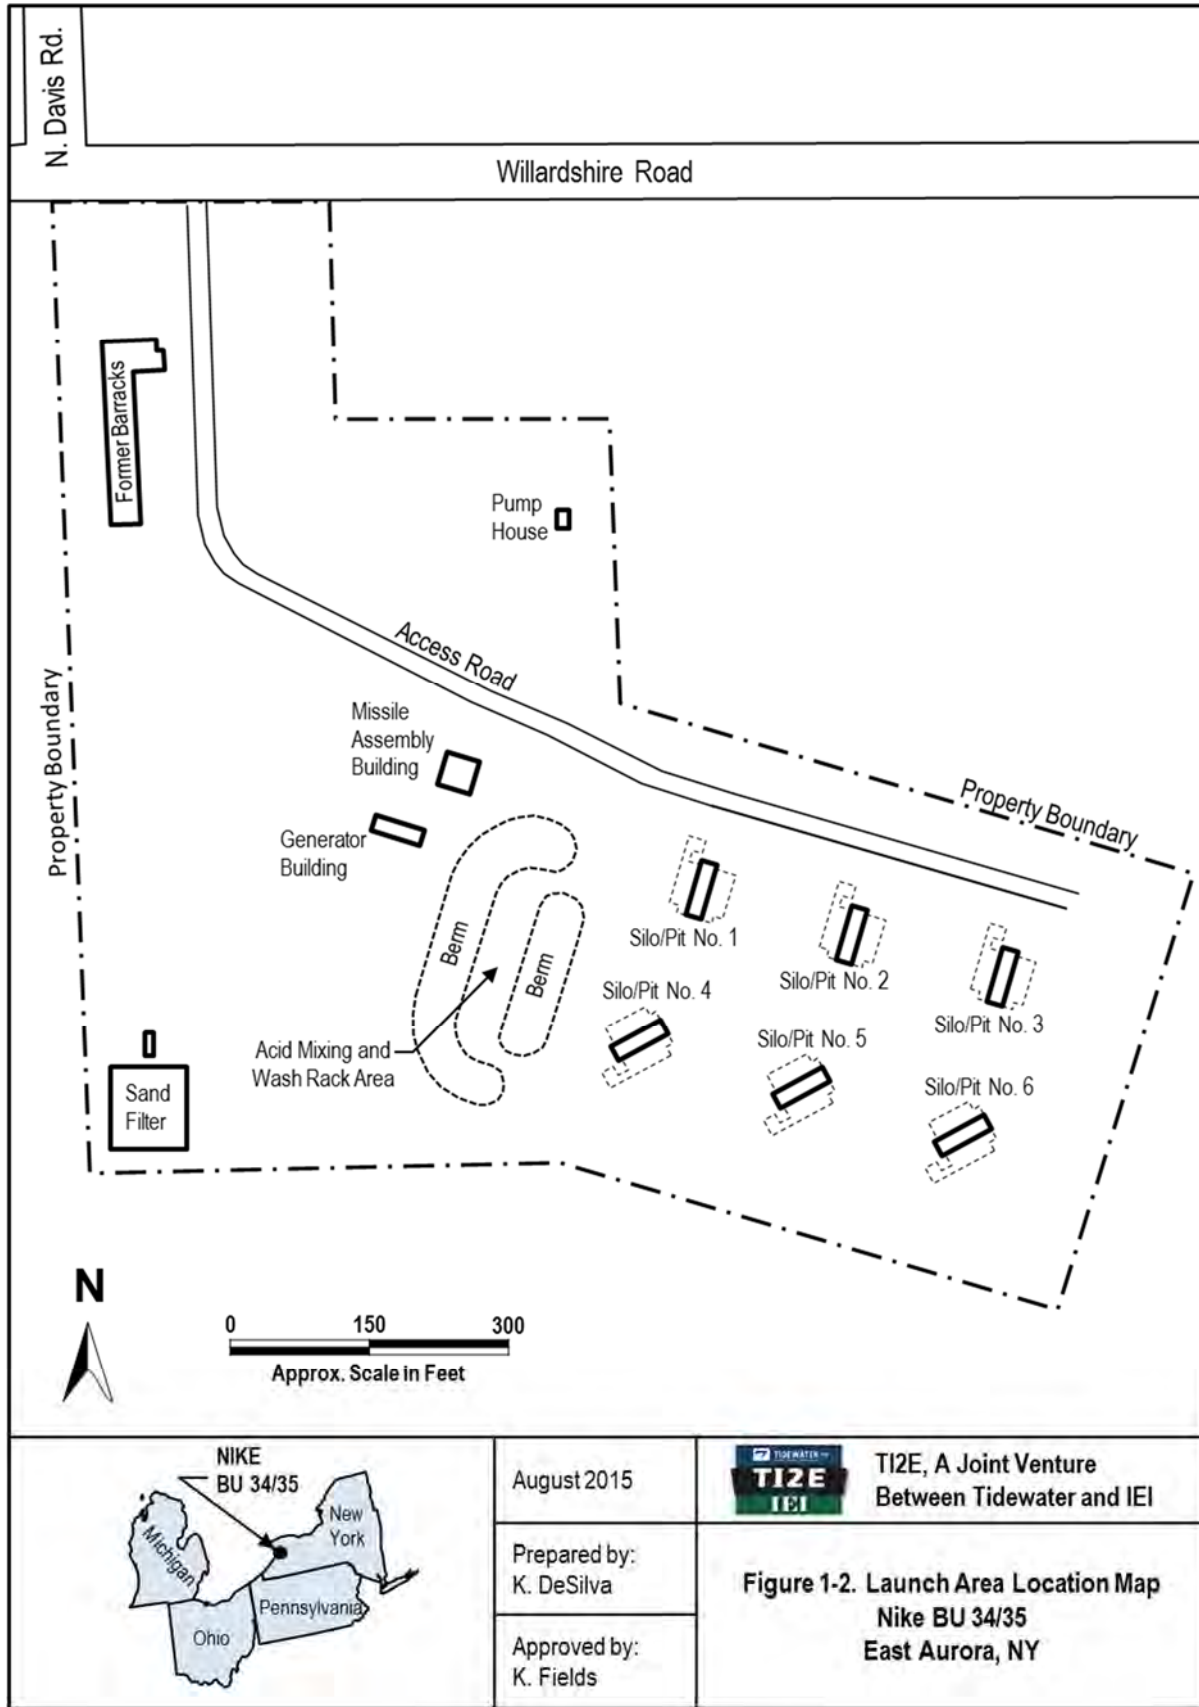 N. Davis Rd.
Willardshire Road
Former Barracks
Pump
House
Access Road
Missile
Assembly
Building
Property Boundary
Property Boundary
Generator
Building
Berm
Berm
Silo/Pit No. 1
Silo/Pit No. 2
Silo/Pit No. 3
Silo/Pit No. 4
Silo/Pit No. 5
Silo/Pit No. 6
Acid Mixing and
Wash Rack Area
Sand
Filter
N
0 150 300
Approx. Scale in Feet
NIKE
BU 34/35
New
York
Michigan
Pennsylvania
Ohio
August 2015
Prepared by:
K. DeSilva
Approved by:
K. Fields
TIDEWATER
TI2E
IEI
TI2E, A Joint Venture
Between Tidewater and IEI
Figure 1-2. Launch Area Location Map
Nike BU 34/35
East Aurora, NY